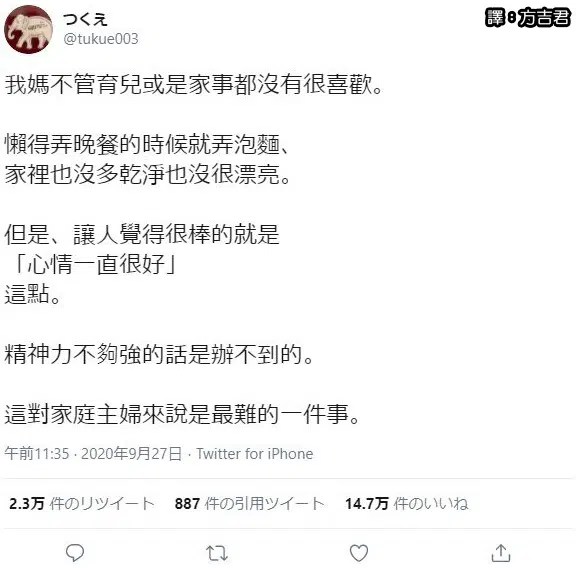 つくえ
@tukue003
譯:方吉君
我媽不管育兒或是家事都沒有很喜歡。
懶得弄晚餐的時候就弄泡麵、
家裡也沒多乾淨也沒很漂亮。
但是、讓人覺得很棒的就是
「心情一直很好」
這點。
精神力不夠強的話是辦不到的。
這對家庭主婦來說是最難的一件事。
午前11:35 · 2020年9月27日 · Twitter for iPhone
2.3万 件のリツイート 887 件の引用ツイート 14.7万 件のいいね